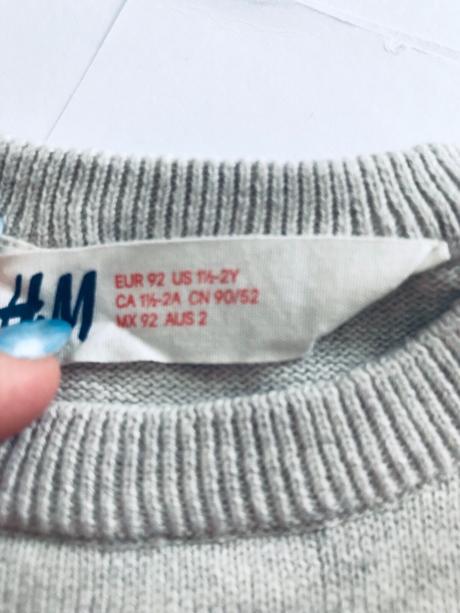 H&M
EUR 92 US 1½-2Y
CA 1½-2A CN 90/52
MX 92 AUS 2